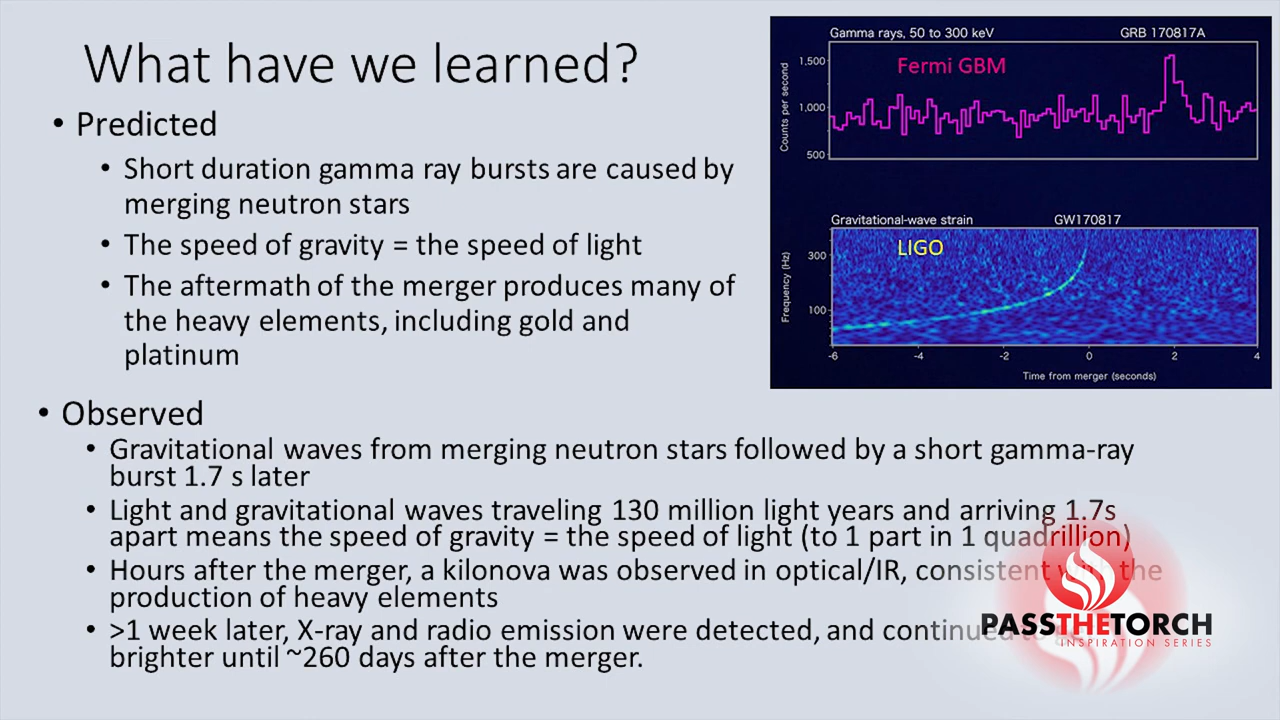 What have we learned?
• Predicted
• Short duration gamma ray bursts are caused by
merging neutron stars
• The speed of gravity = the speed of light
• The aftermath of the merger produces many of
the heavy elements, including gold and
platinum
Gamma rays, 50 to 300 keV
GRB 170817A
Fermi GBM
Counts per second
1,500
1,000
500
Gravitational-wave strain
GW170817
LIGO
Frequency (Hz)
300
100
-6 -4 -2 0 2 4
Time from merger (seconds)
• Observed
• Gravitational waves from merging neutron stars followed by a short gamma-ray
burst 1.7 s later
• Light and gravitational waves traveling 130 million light years and arriving 1.7s
apart means the speed of gravity = the speed of light (to 1 part in 1 quadrillion)
• Hours after the merger, a kilonova was observed in optical/IR, consistent with the
production of heavy elements
• >1 week later, X-ray and radio emission were detected, and continued
brighter until ~260 days after the merger.
PASSTHETORCH
INSPIRATION SERIES